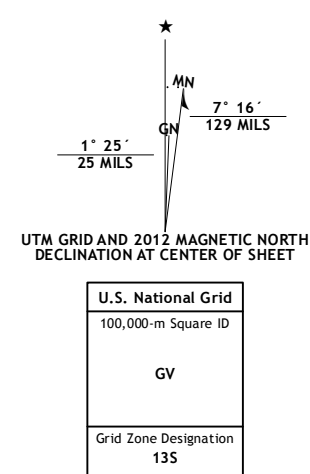 ★
MN
7° 16´
129 MILS
GN
1° 25´
25 MILS
UTM GRID AND 2012 MAGNETIC NORTH
DECLINATION AT CENTER OF SHEET
U.S. National Grid
100,000-m Square ID
GV
Grid Zone Designation
13S